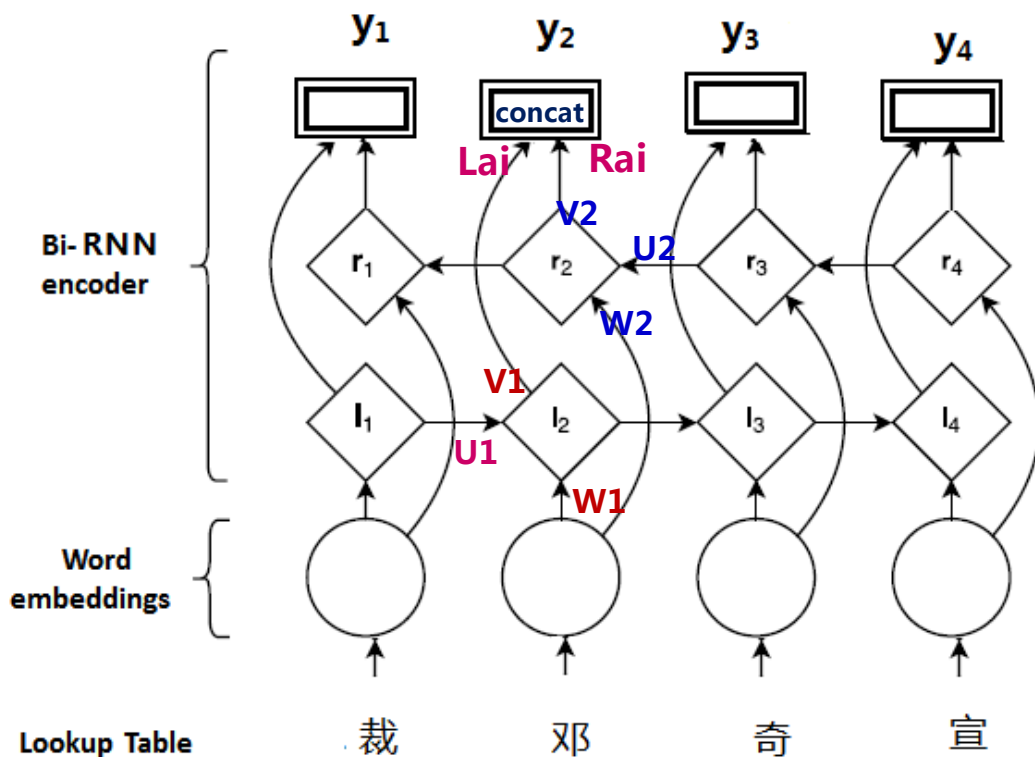 y1 y2 y3 y4
concat
Lai Rai
V2
Bi- RNN
encoder
U2
r1 r2 r3 r4
W2
V1
l1 l2 l3 l4
U1
W1
Word
embeddings
Lookup Table 裁 邓 奇 宣